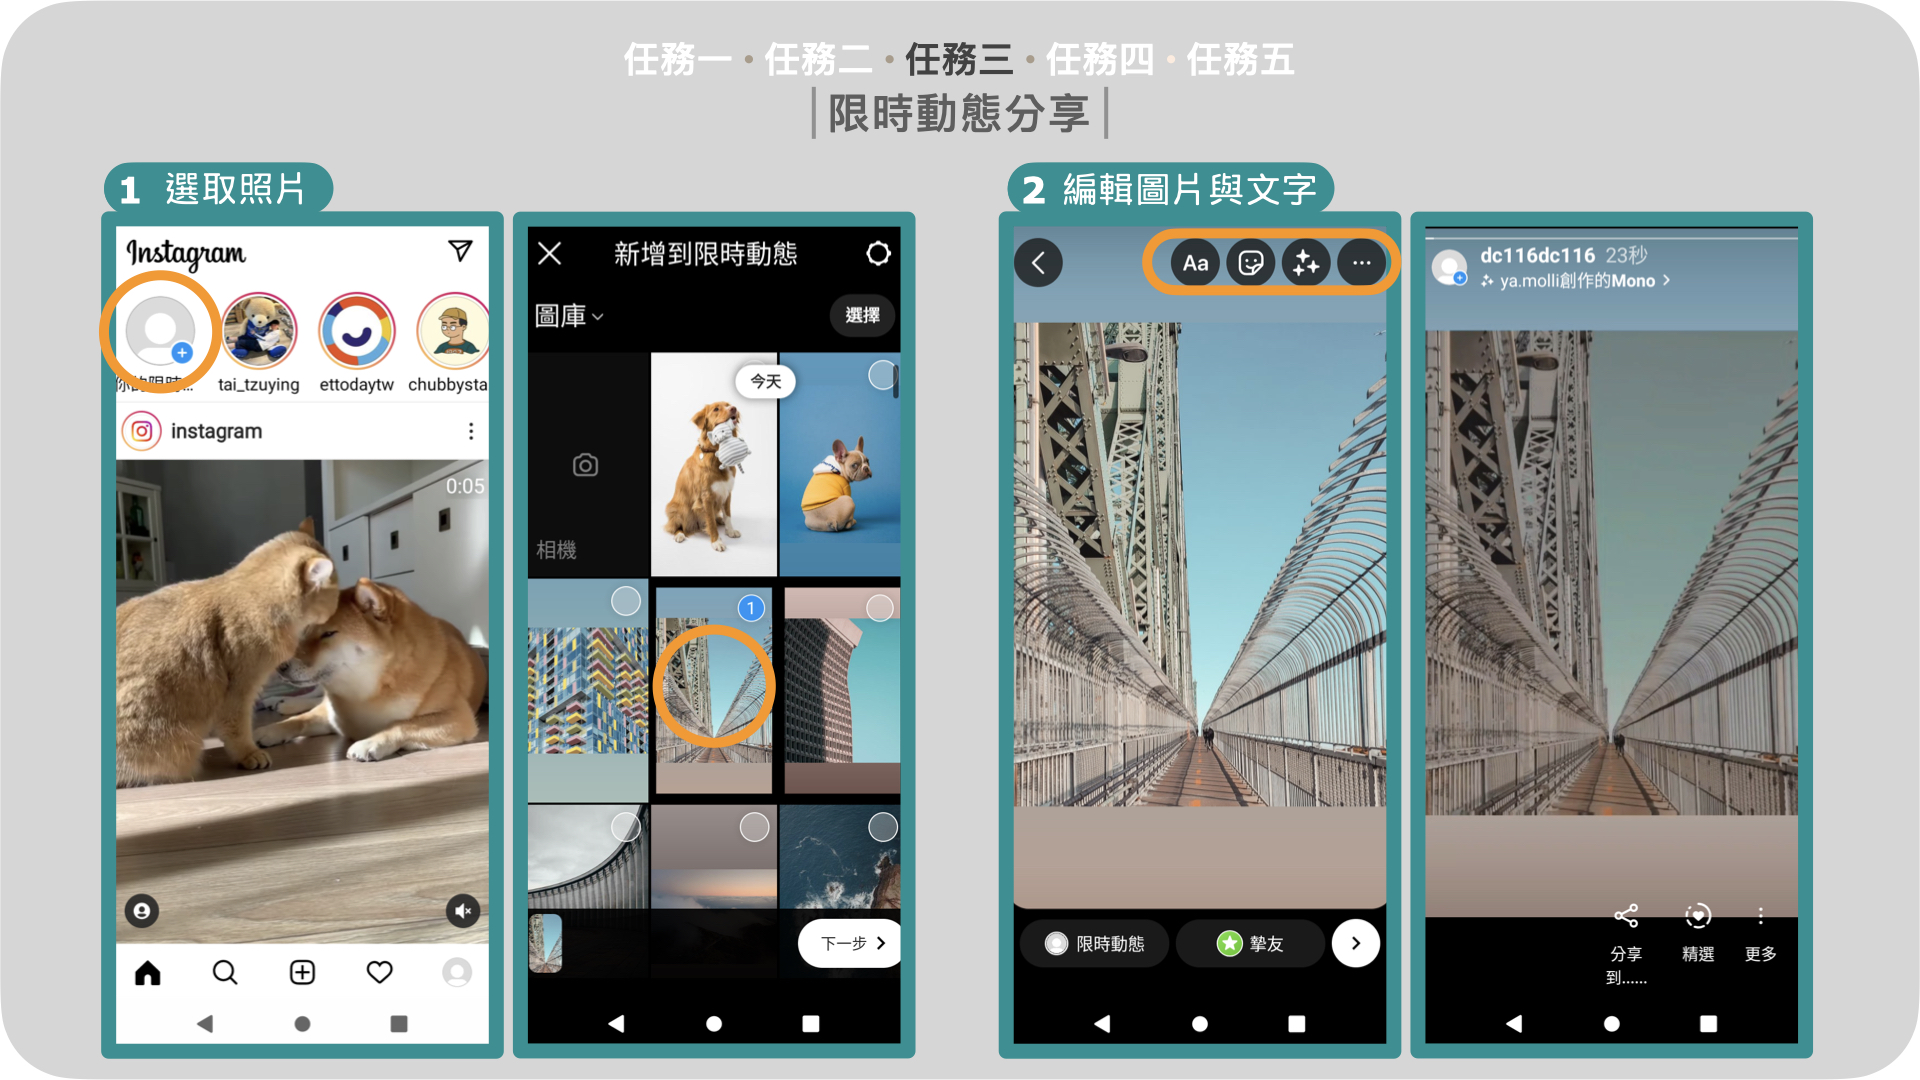 任務一・任務二・任務三・任務四・任務五
|限時動態分享|
1 選取照片
Instagram
你的限時...
tai_tzuying
ettodaytw
chubbysta
instagram
0:05
新增到限時動態
圖庫
選擇
今天
相機
1
下一步
2 編輯圖片與文字
Aa
限時動態
摯友
dc116dc116 23秒
ya.molli創作的Mono
分享
到......
精選
更多